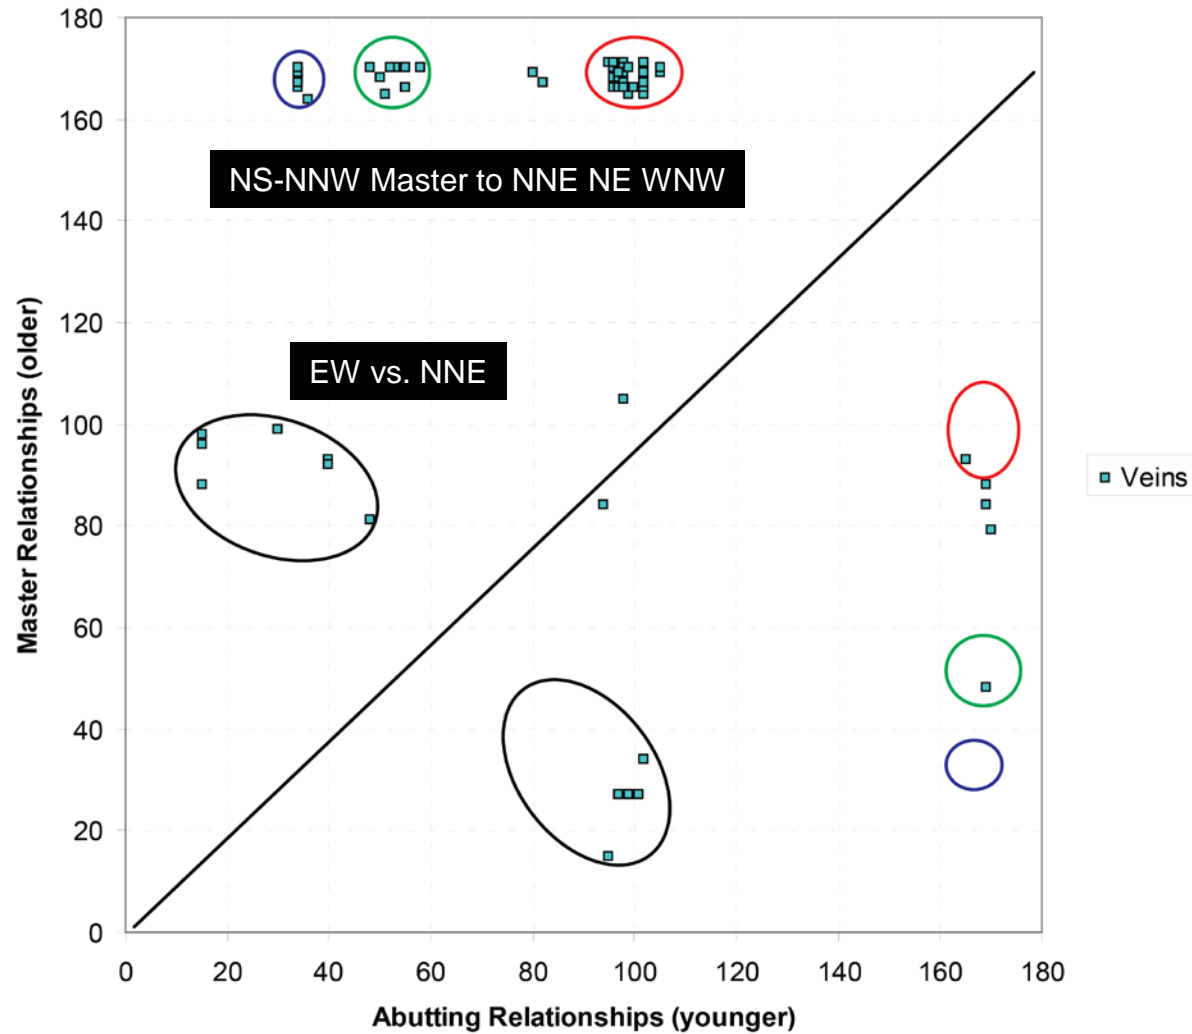 180
160
140
120
100
80
60
40
20
0
Master Relationships (older)
NS-NNW Master to NNE NE WNW
EW vs. NNE
Veins
0 20 40 60 80 100 120 140 160 180
Abutting Relationships (younger)